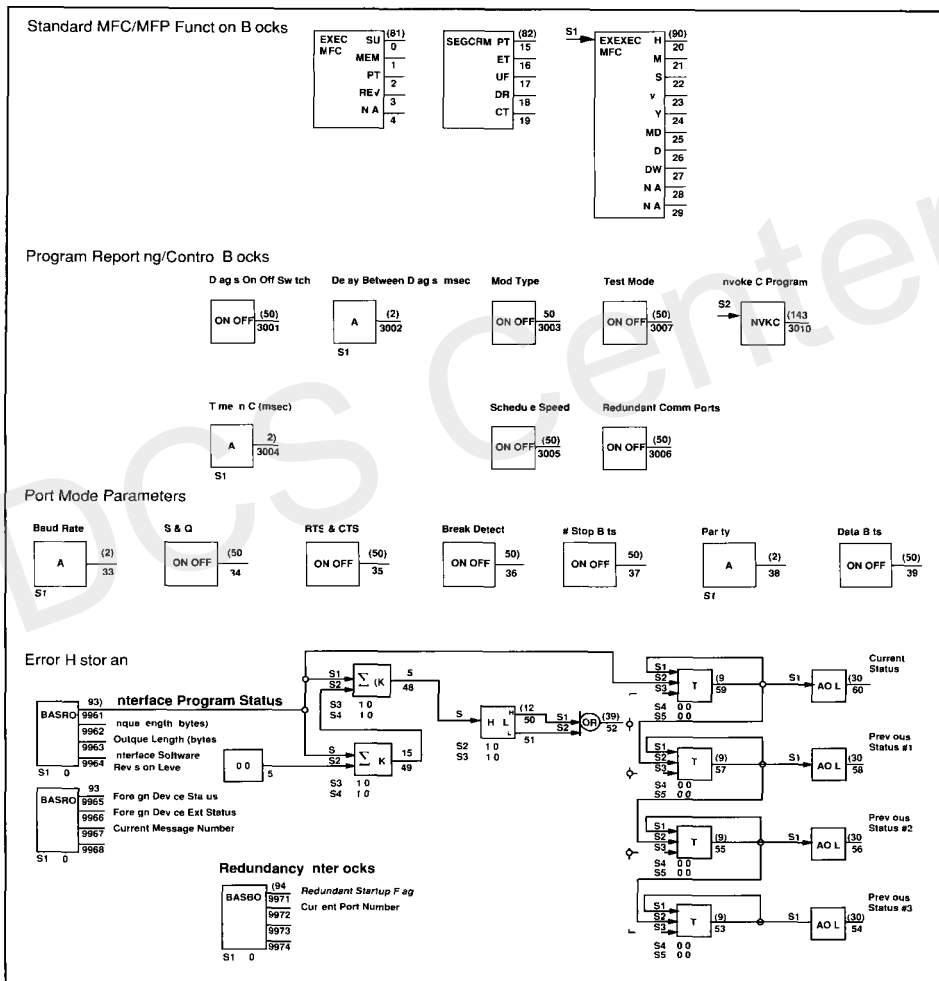 Standard MFC/MFP Funct on B ocks
EXEC SU (81)
MFC 0
MEM 1
PT 2
REV 3
N A 4
SEGCRM PT (82)
15
ET 16
UF 17
DR 18
CT 19
S1 EXEXEC H (90)
MFC 20
M 21
S 22
v 23
Y 24
MD 25
D 26
DW 27
N A 28
N A 29
Program Report ng/Contro B ocks
D ag s On Off Sw tch
ON OFF (50)
3001
De ay Between D ag s msec
A (2)
3002
S1
Mod Type
ON OFF 50
3003
Test Mode
ON OFF (50)
3007
nvoke C Program
S2
NVKC (143
3010
T me n C (msec)
A 2)
3004
S1
Schedu e Speed
ON OFF (50)
3005
Redundant Comm Ports
ON OFF (50)
3006
Port Mode Parameters
Baud Rate
A (2)
33
S1
S & Q
ON OFF (50
34
RTS & CTS
ON OFF (50)
35
Break Detect
ON OFF 50)
36
# Stop B ts
ON OFF 50)
37
Par ty
A (2)
38
S1
Data B ts
ON OFF (50)
39
Error H stor an
BASRO 93)
nterface Program Status
9961
nque ength bytes)
9962
Outque Length (bytes
9963
nterface Software
Rev s on Leve
9964
S1 0
BASRO 93
9965
Fore gn Dev ce Sta us
9966
Fore gn Dev ce Ext Status
9967
Current Message Number
9968
S1 0
0 0
5
S1
S2
Σ (K
5
48
S3 1 0
S4 1 0
S
S2
Σ K
15
49
S3 1 0
S4 1 0
S
H L
H
L
(12
50
51
S2 1 0
S3 1 0
S1
S2
OR
(39)
52
Redundancy nter ocks
BASBO (94
9971
Redundant Startup F ag
9972
Cur ent Port Number
9973
9974
S1 0
S1
S2
S3
T
(9
59
S4 0 0
S5 0 0
S1
AO L
(30
60
Current
Status
S1
S2
S3
T
(9)
57
S4 0 0
S5 0 0
S1
AO L
(30
58
Prev ous
Status #1
S1
S2
S3
T
(9)
55
S4 0 0
S5 0 0
S1
AO L
(30
56
Prev ous
Status #2
S1
S2
S3
T
(9)
53
S4 0 0
S5 0 0
S1
AO L
(30)
54
Prev ous
Status #3
DCS Center